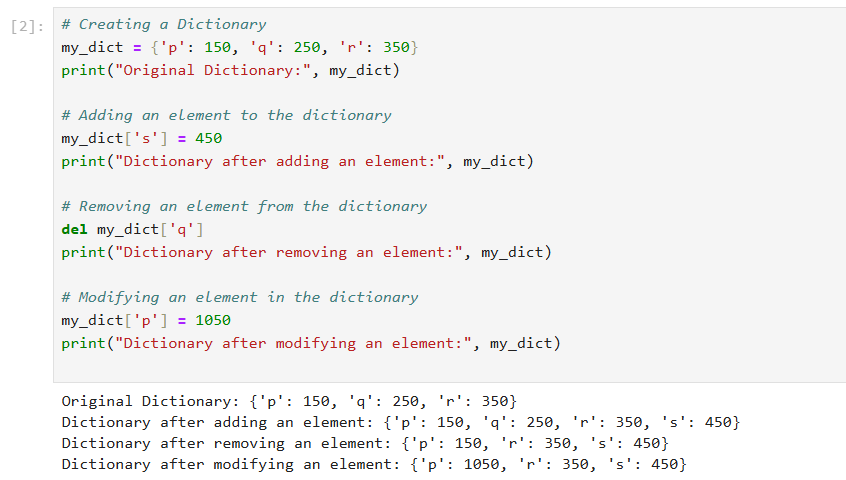 [2]:
# Creating a Dictionary
my_dict = {'p': 150, 'q': 250, 'r': 350}
print("Original Dictionary:", my_dict)
# Adding an element to the dictionary
my_dict['s'] = 450
print("Dictionary after adding an element:", my_dict)
# Removing an element from the dictionary
del my_dict['q']
print("Dictionary after removing an element:", my_dict)
# Modifying an element in the dictionary
my_dict['p'] = 1050
print("Dictionary after modifying an element:", my_dict)
Original Dictionary: {'p': 150, 'q': 250, 'r': 350}
Dictionary after adding an element: {'p': 150, 'q': 250, 'r': 350, 's': 450}
Dictionary after removing an element: {'p': 150, 'r': 350, 's': 450}
Dictionary after modifying an element: {'p': 1050, 'r': 350, 's': 450}